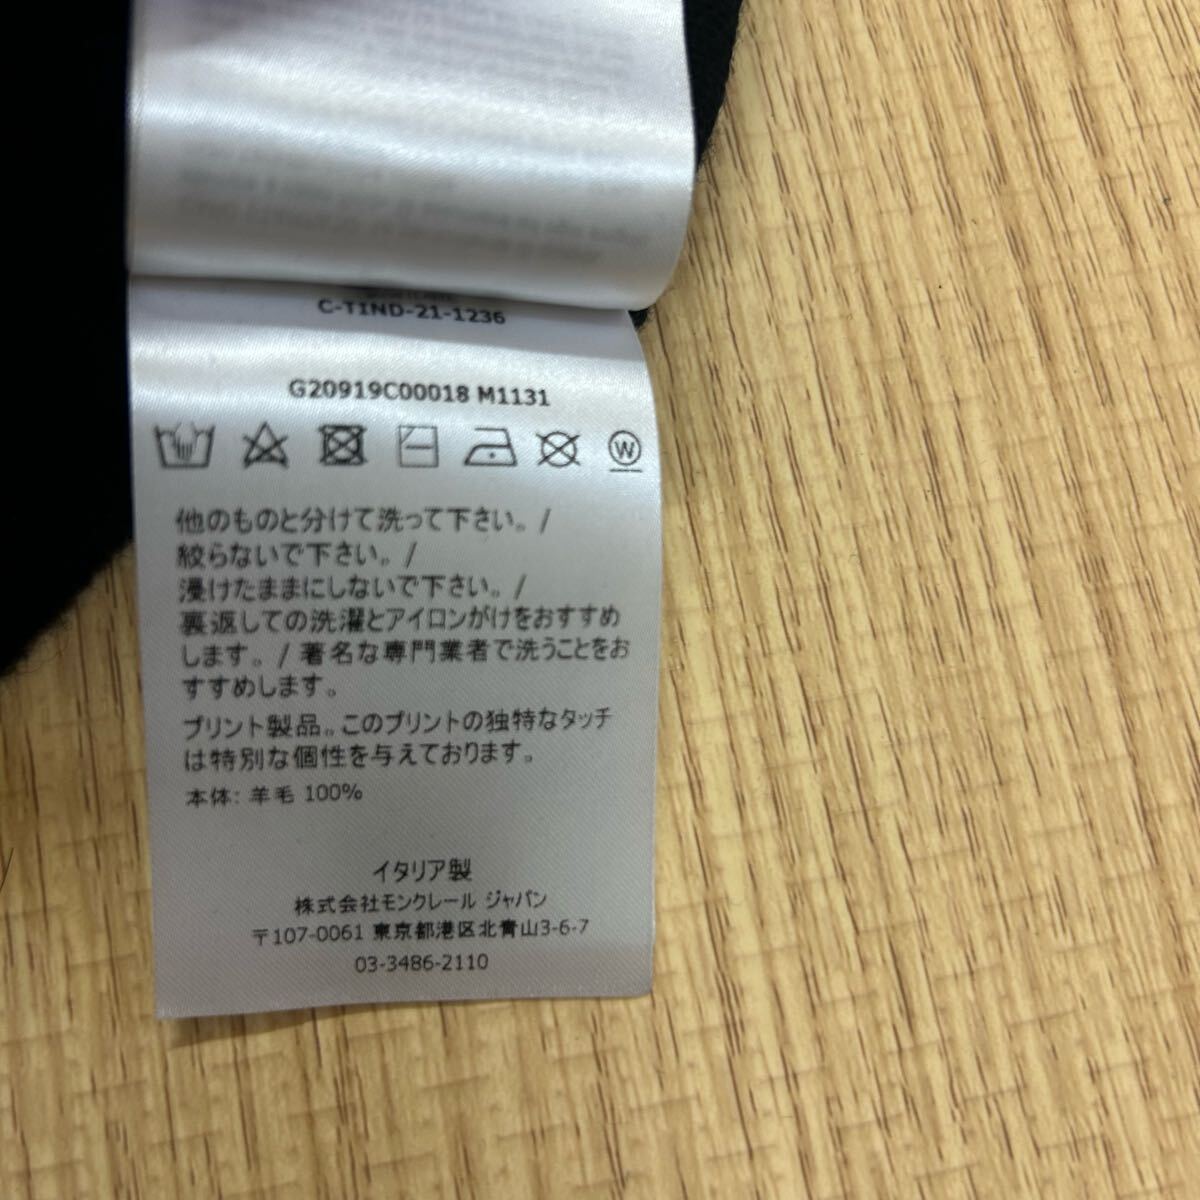 C-TIND-21-1236
G20919C00018 M1131
W
他のものと分けて洗って下さい。/
絞らないで下さい。/
浸けたままにしないで下さい。/
裏返しての洗濯とアイロンがけをおすすめ
します。/ 著名な専門業者で洗うことをお
すすめします。
プリント製品。このプリントの独特なタッチ
は特別な個性を与えております。
本体: 羊毛 100%
イタリア製
株式会社モンクレール ジャパン
〒107-0061 東京都港区北青山3-6-7
03-3486-2110